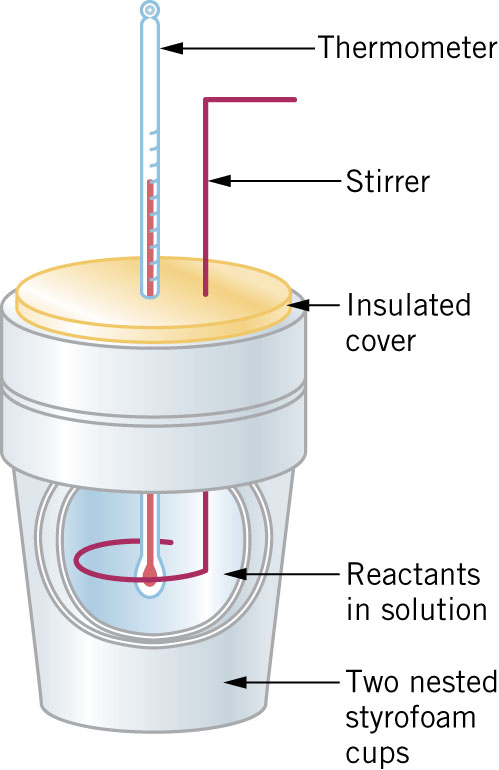 Thermometer
Stirrer
Insulated
cover
Reactants
in solution
Two nested
styrofoam
cups